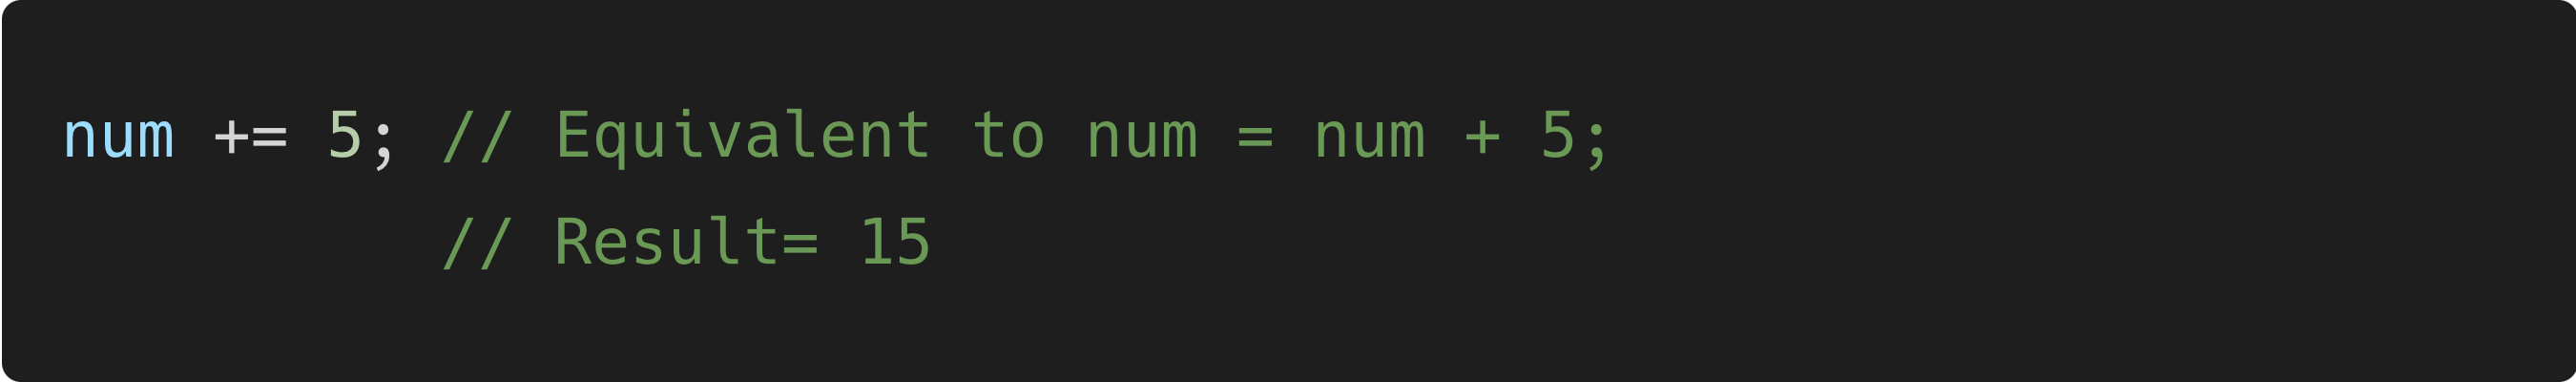 num += 5; // Equivalent to num = num + 5;
// Result= 15